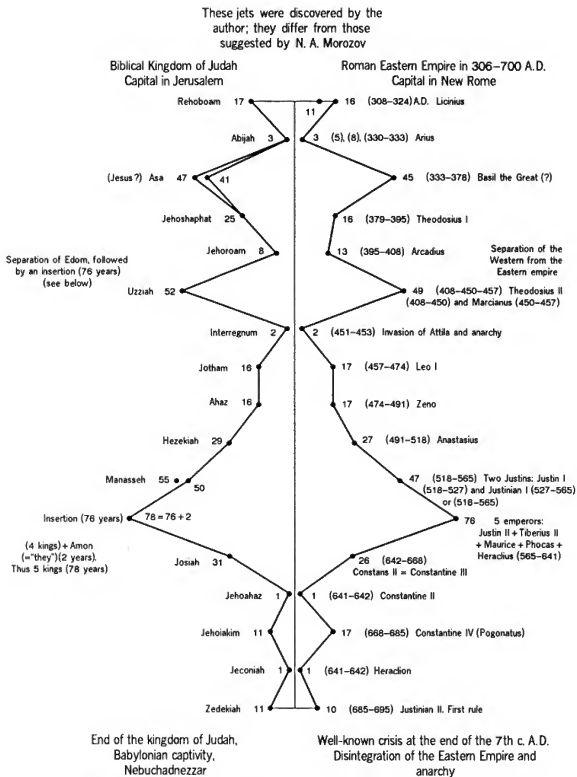 These jets were discovered by the
author; they differ from those
suggested by N. A. Morozov
Biblical Kingdom of Judah
Capital in Jerusalem
Roman Eastern Empire in 306–700 A.D.
Capital in New Rome
Rehoboam 17
11
16 (308–324) A.D. Licinius
Abijah 3
3 (5), (8), (330–333) Arius
(Jesus?) Asa 47
41
45 (333–378) Basil the Great (?)
Jehoshaphat 25
16 (379–395) Theodosius I
Jehoroam 8
13 (395–408) Arcadius
Separation of the
Western from the
Eastern empire
Separation of Edom, followed
by an insertion (76 years)
(see below)
Uzziah 52
49 (408–450–457) Theodosius II
(408–450) and Marcianus (450–457)
Interregnum 2
2 (451–453) Invasion of Attila and anarchy
Jotham 16
17 (457–474) Leo I
Ahaz 16
17 (474–491) Zeno
Hezekiah 29
27 (491–518) Anastasius
Manasseh 55
50
47 (518–565) Two Justins: Justin I
(518–527) and Justinian I (527–565)
or (518–565)
Insertion (76 years) 78=76+2
76 5 emperors:
Justin II + Tiberius II
+ Maurice + Phocas +
Heraclius (565–641)
(4 kings) + Amon
(="they")(2 years).
Thus 5 kings (78 years)
Josiah 31
26 (642–668)
Constans II = Constantine III
Jehoahaz 1
1 (641–642) Constantine II
Jehoiakim 11
17 (668–685) Constantine IV (Pogonatus)
Jeconiah 1
1 (641–642) Heraclion
Zedekiah 11
10 (685–695) Justinian II. First rule
End of the kingdom of Judah,
Babylonian captivity,
Nebuchadnezzar
Well-known crisis at the end of the 7th c. A.D.
Disintegration of the Eastern Empire and
anarchy